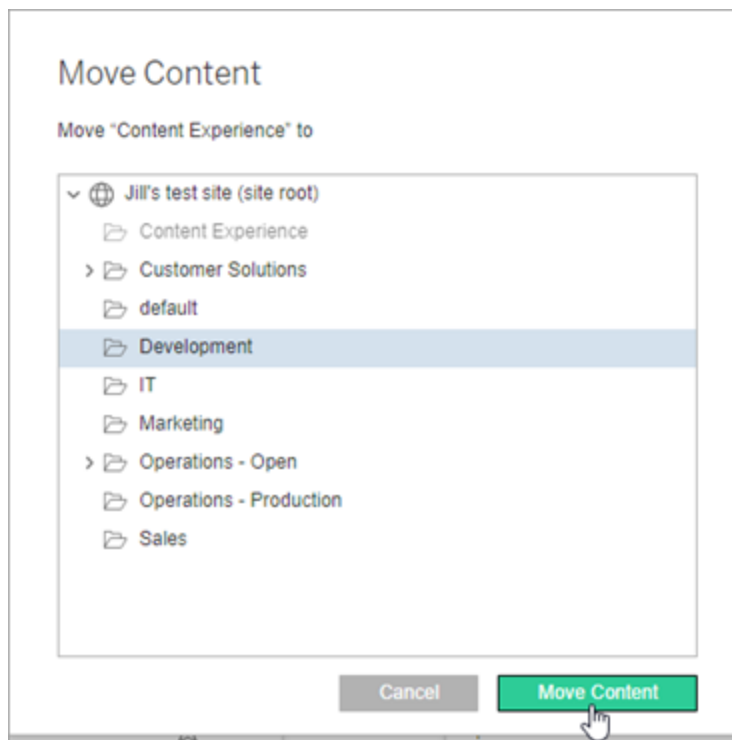 Move Content
Move "Content Experience" to
Jill's test site (site root)
Content Experience
Customer Solutions
default
Development
IT
Marketing
Operations - Open
Operations - Production
Sales
Cancel
Move Content